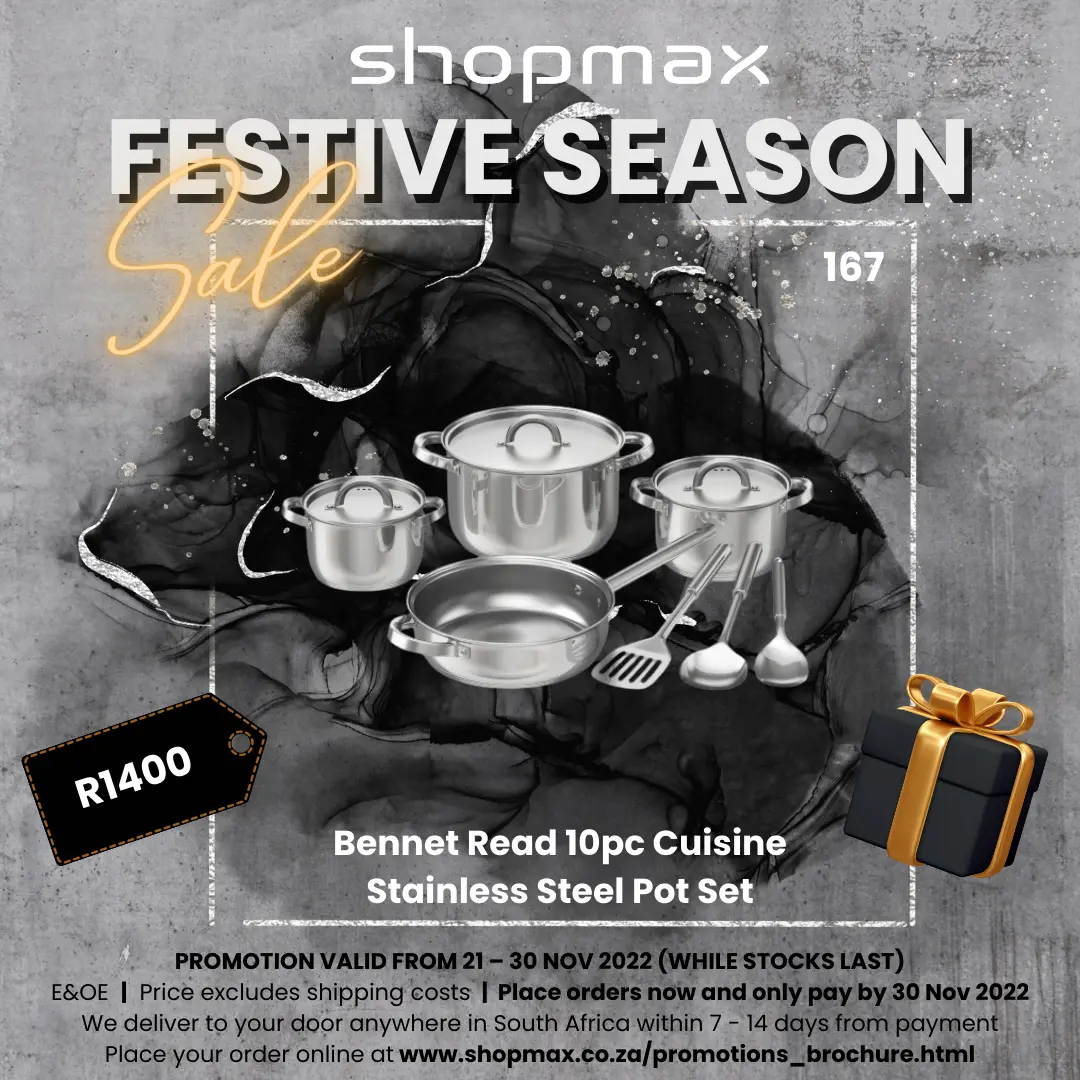 shopmax
FESTIVE SEASON
Sale
167
R1400
Bennet Read 10pc Cuisine
Stainless Steel Pot Set
PROMOTION VALID FROM 21 – 30 NOV 2022 (WHILE STOCKS LAST)
E&OE | Price excludes shipping costs | Place orders now and only pay by 30 Nov 2022
We deliver to your door anywhere in South Africa within 7 - 14 days from payment
Place your order online at www.shopmax.co.za/promotions_brochure.html